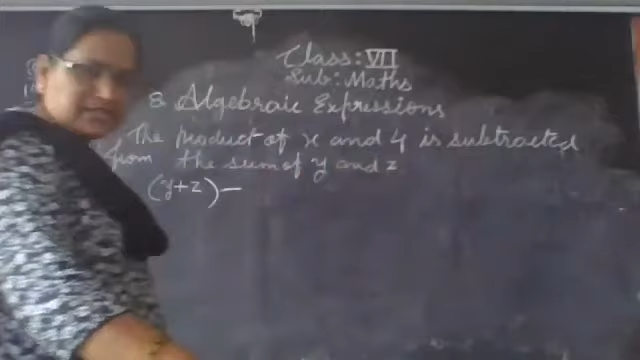 Class: VII
Sub: Maths
8 Algebraic Expressions
The product of x and 4 is subtracted
from the sum of y and z
(y+z)-